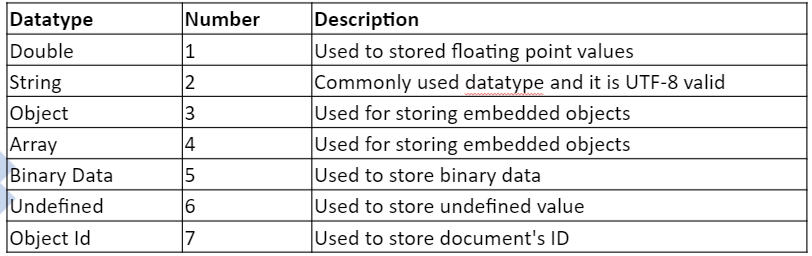 Datatype Number Description
Double 1 Used to stored floating point values
String 2 Commonly used datatype and it is UTF-8 valid
Object 3 Used for storing embedded objects
Array 4 Used for storing embedded objects
Binary Data 5 Used to store binary data
Undefined 6 Used to store undefined value
Object Id 7 Used to store document's ID